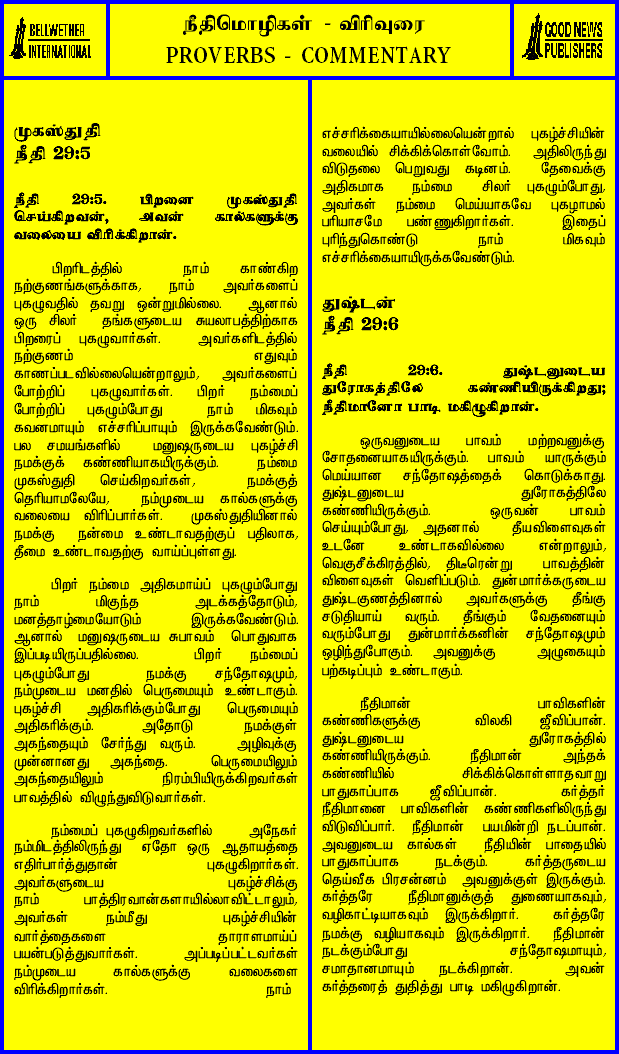 BELLWETHER
INTERNATIONAL
நீதிமொழிகள் - விரிவுரை
PROVERBS - COMMENTARY
GOOD NEWS
PUBLISHERS
முகஸ்துதி
நீதி 29:5
நீதி 29:5. பிறனை முகஸ்துதி
செய்கிறவன், அவன் கால்களுக்கு
வலையை விரிக்கிறான்.
பிறரிடத்தில் நாம் காண்கிற
நற்குணங்களுக்காக, நாம் அவர்களைப்
புகழுவதில் தவறு ஒன்றுமில்லை. ஆனால்
ஒரு சிலர் தங்களுடைய சுயலாபத்திற்காக
பிறரைப் புகழுவார்கள். அவர்களிடத்தில்
நற்குணம் எதுவும்
காணப்படவில்லையென்றாலும், அவர்களைப்
போற்றிப் புகழுவார்கள். பிறர் நம்மைப்
போற்றிப் புகழும்போது நாம் மிகவும்
கவனமாயும் எச்சரிப்பாயும் இருக்கவேண்டும்.
பல சமயங்களில் மனுஷருடைய புகழ்ச்சி
நமக்குக் கண்ணியாகயிருக்கும். நம்மை
முகஸ்துதி செய்கிறவர்கள், நமக்குத்
தெரியாமலேயே, நம்முடைய கால்களுக்கு
வலையை விரிப்பார்கள். முகஸ்துதியினால்
நமக்கு நன்மை உண்டாவதற்குப் பதிலாக,
தீமை உண்டாவதற்கு வாய்ப்புள்ளது.
பிறர் நம்மை அதிகமாய்ப் புகழும்போது
நாம் மிகுந்த அடக்கத்தோடும்,
மனத்தாழ்மையோடும் இருக்கவேண்டும்.
ஆனால் மனுஷருடைய சுபாவம் பொதுவாக
இப்படியிருப்பதில்லை. பிறர் நம்மைப்
புகழும்போது நமக்கு சந்தோஷமும்,
நம்முடைய மனதில் பெருமையும் உண்டாகும்.
புகழ்ச்சி அதிகரிக்கும்போது பெருமையும்
அதிகரிக்கும். அதோடு நமக்குள்
அகந்தையும் சேர்ந்து வரும். அழிவுக்கு
முன்னானது அகந்தை. பெருமையிலும்
அகந்தையிலும் நிரம்பியிருக்கிறவர்கள்
பாவத்தில் விழுந்துவிடுவார்கள்.
நம்மைப் புகழுகிறவர்களில் அநேகர்
நம்மிடத்திலிருந்து ஏதோ ஒரு ஆதாயத்தை
எதிர்பார்த்துதான் புகழுகிறார்கள்.
அவர்களுடைய புகழ்ச்சிக்கு
நாம் பாத்திரவான்களாயில்லாவிட்டாலும்,
அவர்கள் நம்மீது புகழ்ச்சியின்
வார்த்தைகளை தாராளமாய்ப்
பயன்படுத்துவார்கள். அப்படிப்பட்டவர்கள்
நம்முடைய கால்களுக்கு வலைகளை
விரிக்கிறார்கள். நாம்
எச்சரிக்கையாயில்லையென்றால் புகழ்ச்சியின்
வலையில் சிக்கிக்கொள்வோம். அதிலிருந்து
விடுதலை பெறுவது கடினம். தேவைக்கு
அதிகமாக நம்மை சிலர் புகழும்போது,
அவர்கள் நம்மை மெய்யாகவே புகழாமல்
பரியாசமே பண்ணுகிறார்கள். இதைப்
புரிந்துகொண்டு நாம் மிகவும்
எச்சரிக்கையாயிருக்கவேண்டும்.
துஷ்டன்
நீதி 29:6
நீதி 29:6. துஷ்டனுடைய
துரோகத்திலே கண்ணியிருக்கிறது;
நீதிமானோ பாடி மகிழுகிறான்.
ஒருவனுடைய பாவம் மற்றவனுக்கு
சோதனையாகயிருக்கும். பாவம் யாருக்கும்
மெய்யான சந்தோஷத்தைக் கொடுக்காது.
துஷ்டனுடைய துரோகத்திலே
கண்ணியிருக்கும். ஒருவன் பாவம்
செய்யும்போது, அதனால் தீயவிளைவுகள்
உடனே உண்டாகவில்லை என்றாலும்,
வெகுசீக்கிரத்தில், திடீரென்று பாவத்தின்
விளைவுகள் வெளிப்படும். துன்மார்க்கருடைய
துஷ்டகுணத்தினால் அவர்களுக்கு தீங்கு
சடுதியாய் வரும். தீங்கும் வேதனையும்
வரும்போது துன்மார்க்கனின் சந்தோஷமும்
ஒழிந்துபோகும். அவனுக்கு அழுகையும்
பற்கடிப்பும் உண்டாகும்.
நீதிமான் பாவிகளின்
கண்ணிகளுக்கு விலகி ஜீவிப்பான்.
துஷ்டனுடைய துரோகத்தில்
கண்ணியிருக்கும். நீதிமான் அந்தக்
கண்ணியில் சிக்கிக்கொள்ளாதவாறு
பாதுகாப்பாக ஜீவிப்பான். கர்த்தர்
நீதிமானை பாவிகளின் கண்ணிகளிலிருந்து
விடுவிப்பார். நீதிமான் பயமின்றி நடப்பான்.
அவனுடைய கால்கள் நீதியின் பாதையில்
பாதுகாப்பாக நடக்கும். கர்த்தருடைய
தெய்வீக பிரசன்னம் அவனுக்குள் இருக்கும்.
கர்த்தரே நீதிமானுக்குத் துணையாகவும்,
வழிகாட்டியாகவும் இருக்கிறார். கர்த்தரே
நமக்கு வழியாகவும் இருக்கிறார். நீதிமான்
நடக்கும்போது சந்தோஷமாயும்,
சமாதானமாயும் நடக்கிறான். அவன்
கர்த்தரைத் துதித்து பாடி மகிழுகிறான்.